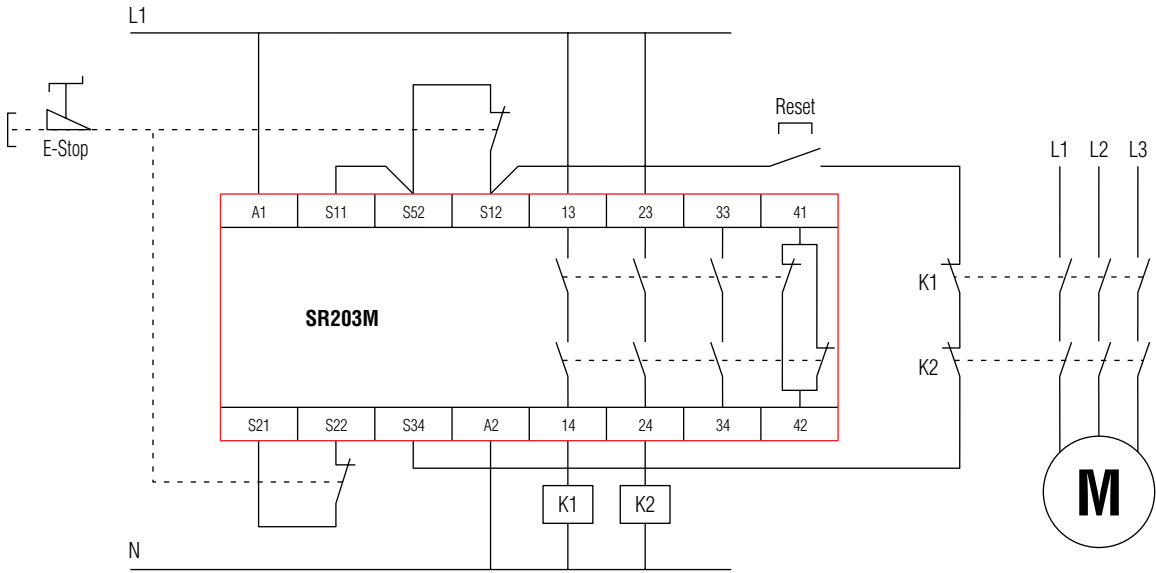 L1
E-Stop
Reset
L1 L2 L3
A1 S11 S52 S12 13 23 33 41
K1
SR203M
K2
S21 S22 S34 A2 14 24 34 42
K1 K2
M
N